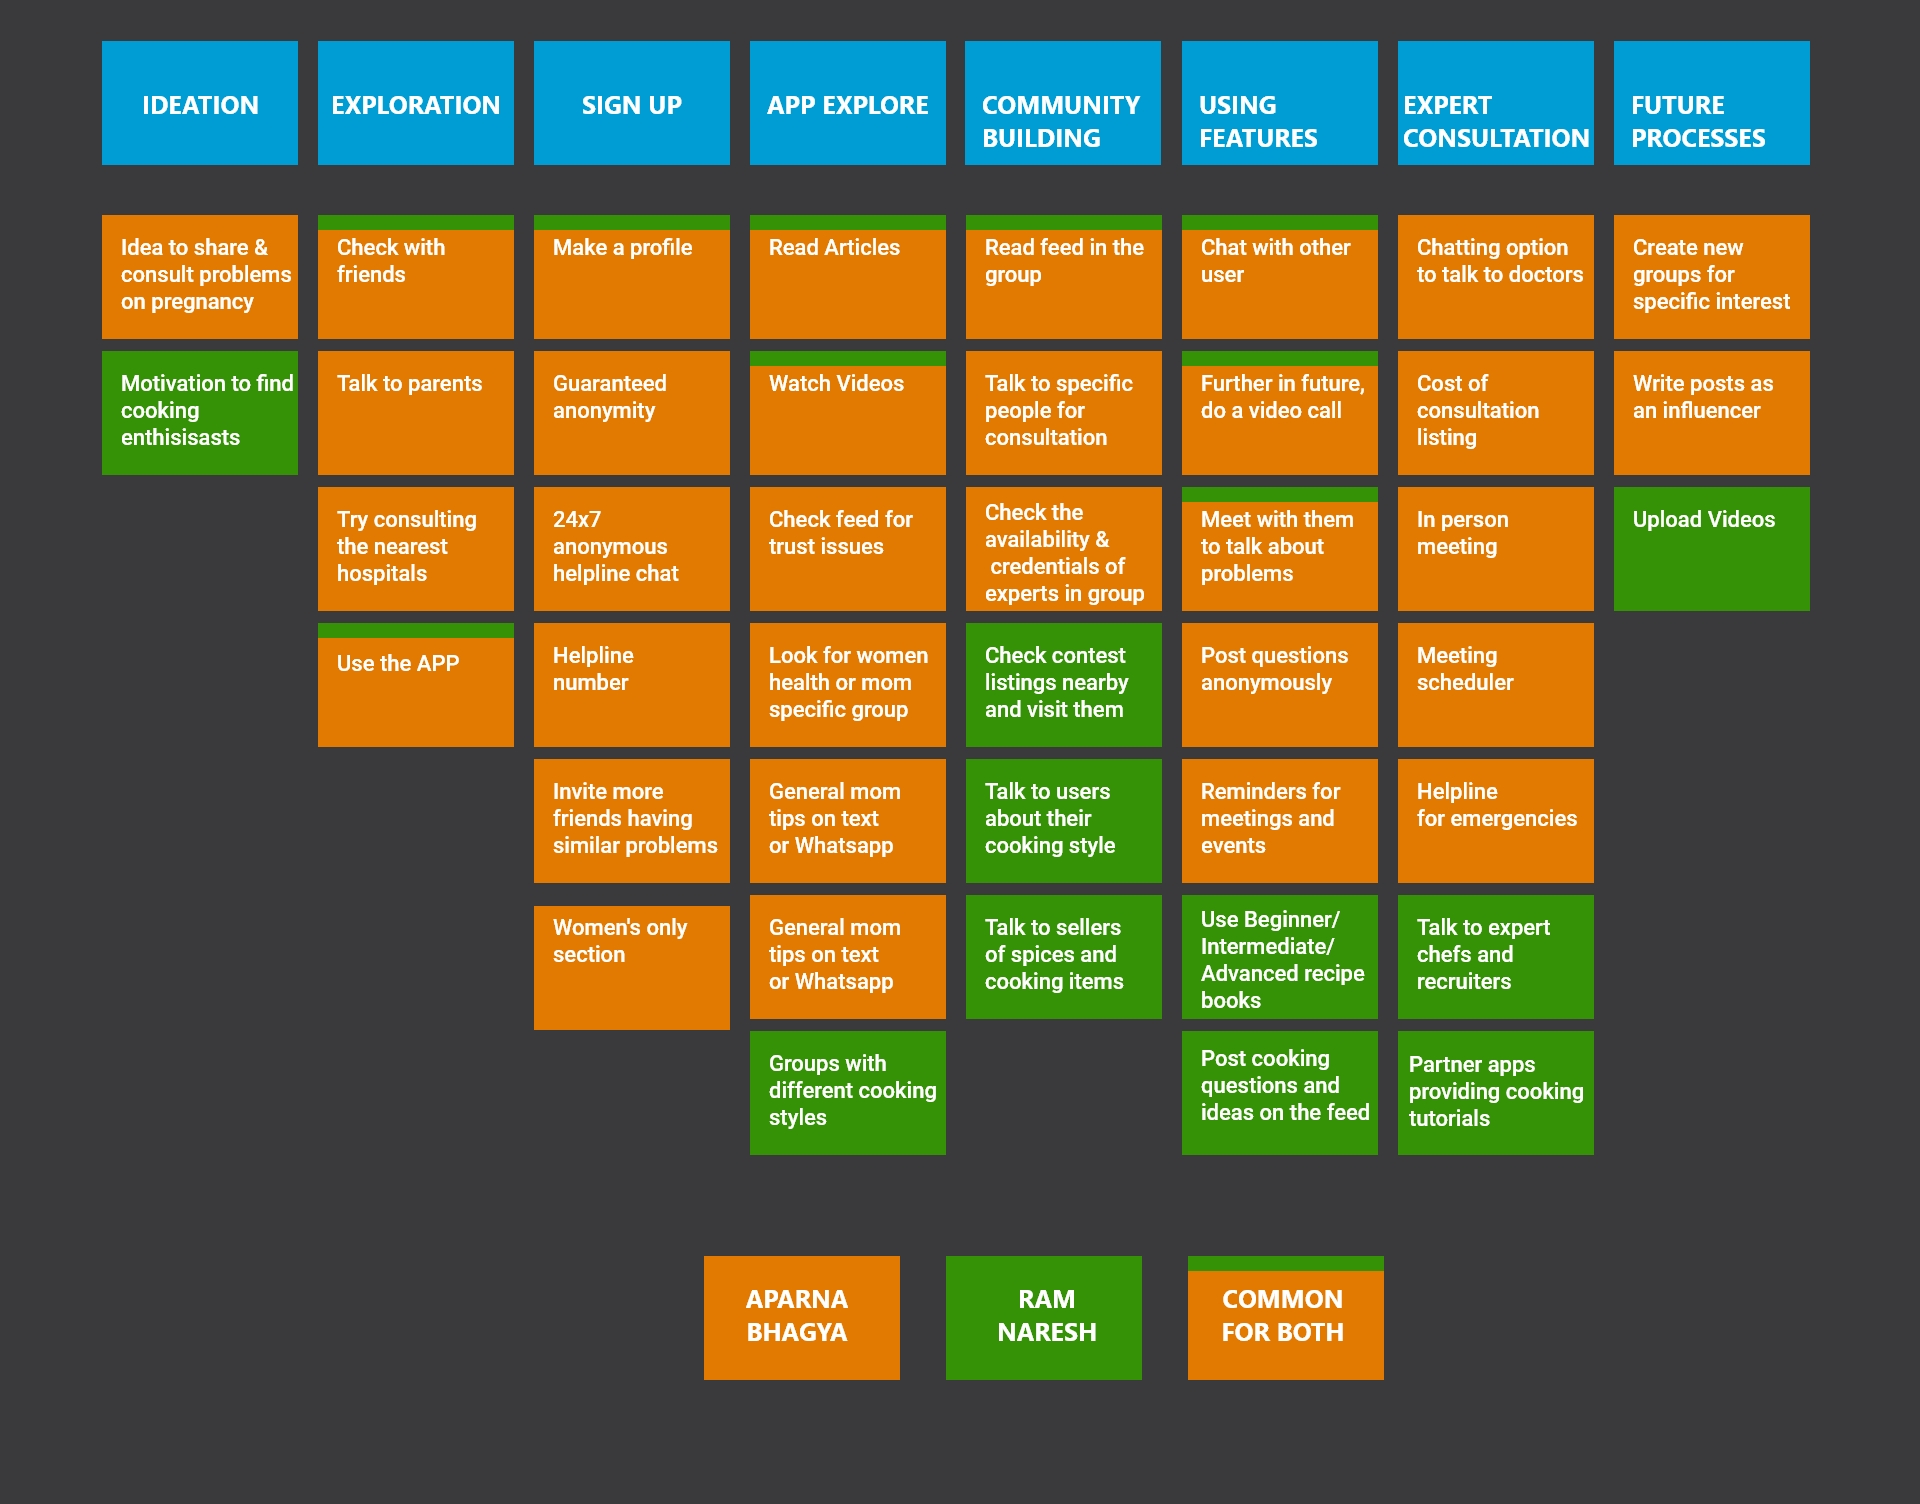 IDEATION
EXPLORATION
SIGN UP
APP EXPLORE
COMMUNITY
BUILDING
USING
FEATURES
EXPERT
CONSULTATION
FUTURE
PROCESSES
Idea to share &
consult problems
on pregnancy
Motivation to find
cooking
enthisisasts
Check with
friends
Talk to parents
Try consulting
the nearest
hospitals
Use the APP
Make a profile
Guaranteed
anonymity
24x7
anonymous
helpline chat
Helpline
number
Invite more
friends having
similar problems
Women's only
section
Read Articles
Watch Videos
Check feed for
trust issues
Look for women
health or mom
specific group
General mom
tips on text
or Whatsapp
General mom
tips on text
or Whatsapp
Groups with
different cooking
styles
Read feed in the
group
Talk to specific
people for
consultation
Check the
availability &
credentials of
experts in group
Check contest
listings nearby
and visit them
Talk to users
about their
cooking style
Talk to sellers
of spices and
cooking items
Chat with other
user
Further in future,
do a video call
Meet with them
to talk about
problems
Post questions
anonymously
Reminders for
meetings and
events
Use Beginner/
Intermediate/
Advanced recipe
books
Post cooking
questions and
ideas on the feed
Chatting option
to talk to doctors
Cost of
consultation
listing
In person
meeting
Meeting
scheduler
Helpline
for emergencies
Talk to expert
chefs and
recruiters
Partner apps
providing cooking
tutorials
Create new
groups for
specific interest
Write posts as
an influencer
Upload Videos
APARNA
BHAGYA
RAM
NARESH
COMMON
FOR BOTH